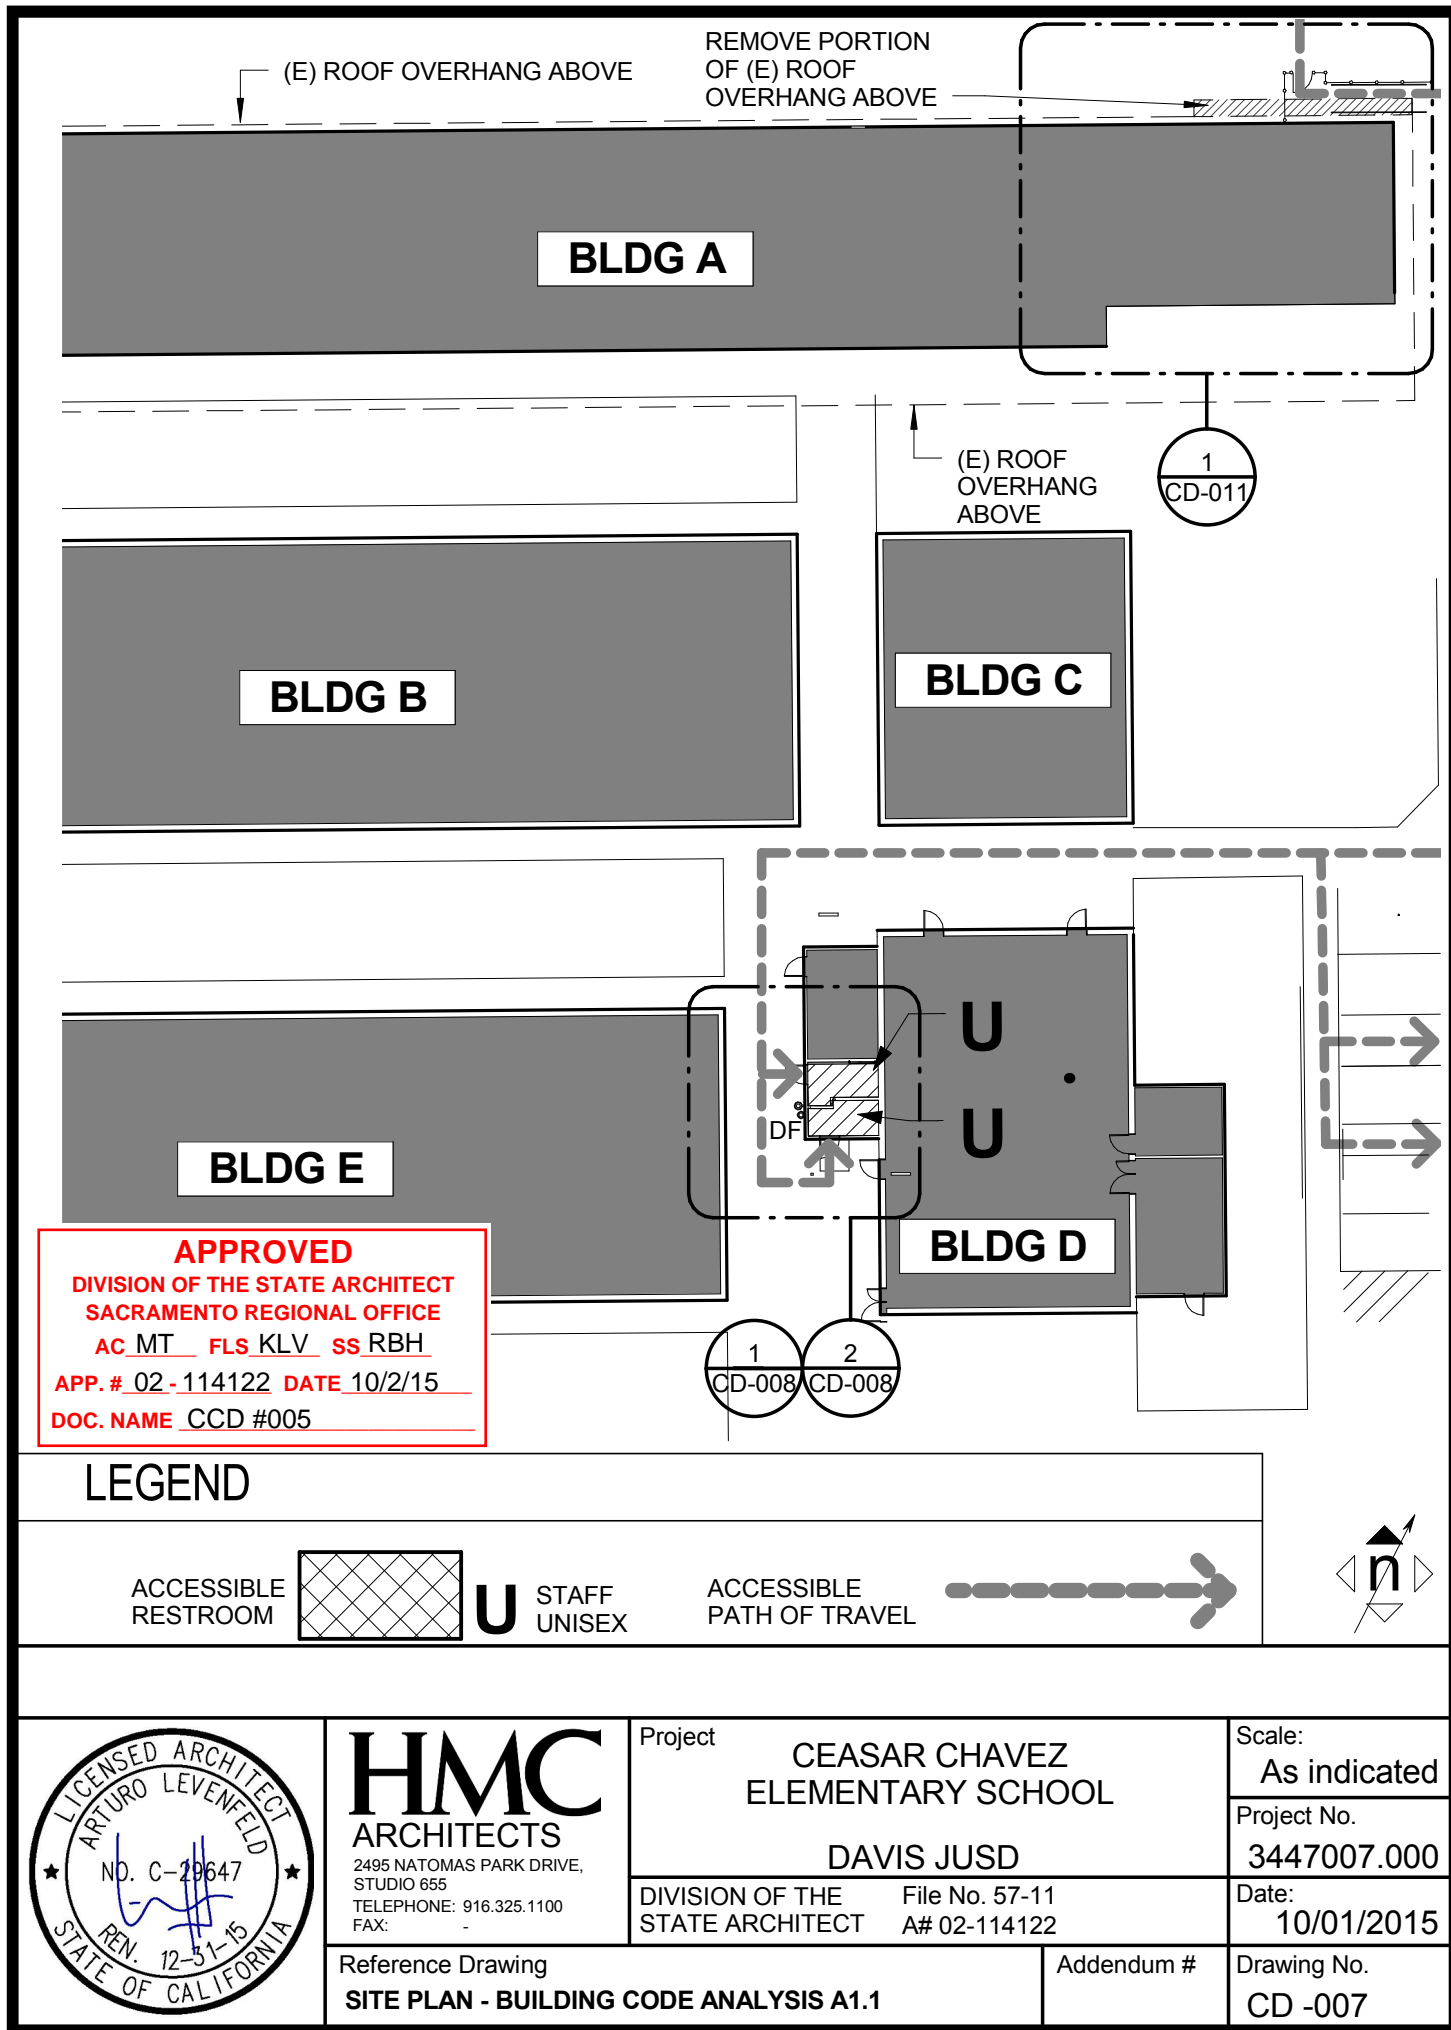 (E) ROOF OVERHANG ABOVE
REMOVE PORTION
OF (E) ROOF
OVERHANG ABOVE
BLDG A
(E) ROOF
OVERHANG
ABOVE
1
CD-011
BLDG B
BLDG C
U
U
DF
BLDG E
BLDG D
1
CD-008
2
CD-008
APPROVED
DIVISION OF THE STATE ARCHITECT
SACRAMENTO REGIONAL OFFICE
AC MT FLS KLV SS RBH
APP. # 02 - 114122 DATE 10/2/15
DOC. NAME CCD #005
LEGEND
ACCESSIBLE
RESTROOM
U
STAFF
UNISEX
ACCESSIBLE
PATH OF TRAVEL
n
LICENSED ARCHITECT
ARTURO LEVENFELD
NO. C-29647
REN. 12-31-15
STATE OF CALIFORNIA
HMC
ARCHITECTS
2495 NATOMAS PARK DRIVE,
STUDIO 655
TELEPHONE: 916.325.1100
FAX: -
Project
CEASAR CHAVEZ
ELEMENTARY SCHOOL
DAVIS JUSD
DIVISION OF THE
STATE ARCHITECT
File No. 57-11
A# 02-114122
Scale:
As indicated
Project No.
3447007.000
Date:
10/01/2015
Reference Drawing
SITE PLAN - BUILDING CODE ANALYSIS A1.1
Addendum #
Drawing No.
CD -007